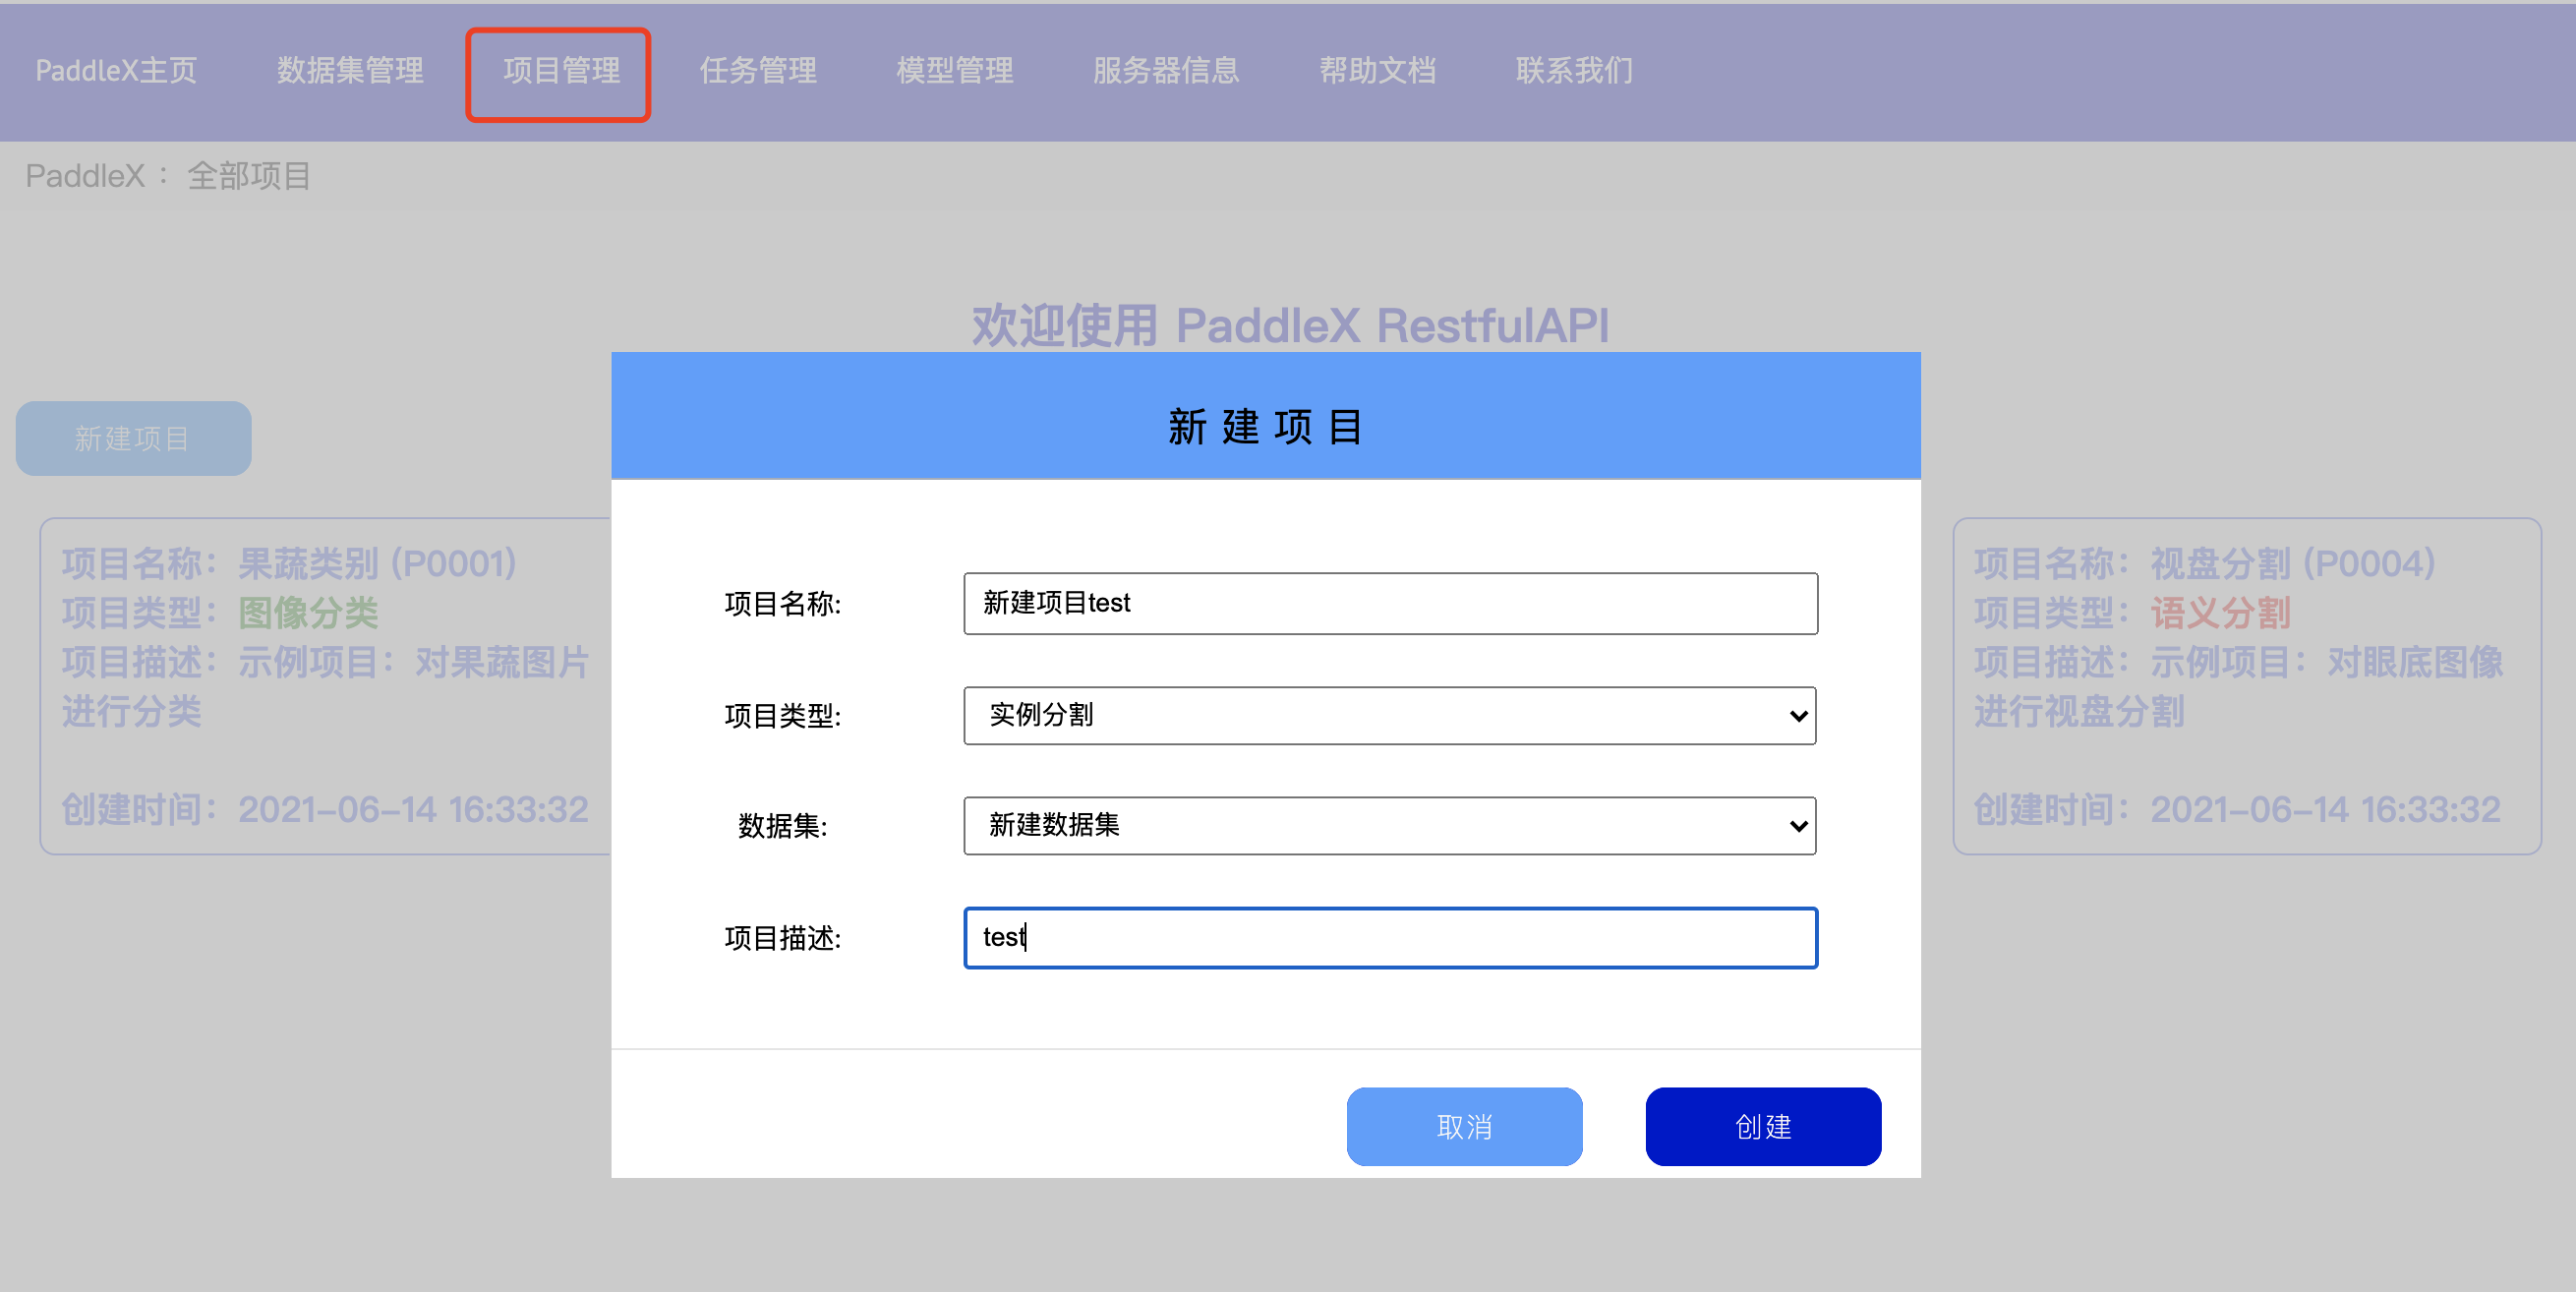 PaddleX主页 数据集管理 项目管理 任务管理 模型管理 服务器信息 帮助文档 联系我们
PaddleX： 全部项目
欢迎使用 PaddleX RestfulAPI
新建项目
项目名称：果蔬类别 (P0001)
项目类型：图像分类
项目描述：示例项目：对果蔬图片
进行分类
创建时间：2021-06-14 16:33:32
新建项目
项目名称: 新建项目test
项目类型: 实例分割
数据集: 新建数据集
项目描述: test
取消 创建
项目名称：视盘分割 (P0004)
项目类型：语义分割
项目描述：示例项目：对眼底图像
进行视盘分割
创建时间：2021-06-14 16:33:32